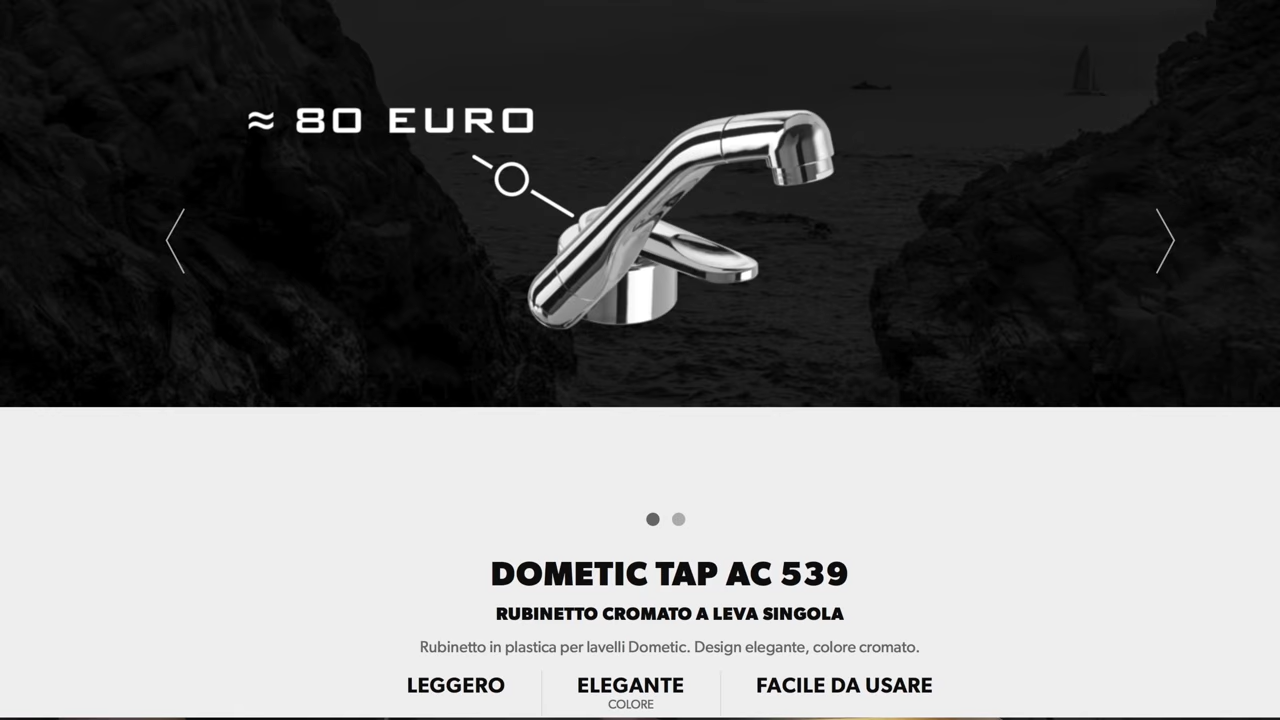 ≈ 80 EURO
DOMETIC TAP AC 539
RUBINETTO CROMATO A LEVA SINGOLA
Rubinetto in plastica per lavelli Dometic. Design elegante, colore cromato.
LEGGERO
ELEGANTE
COLORE
FACILE DA USARE